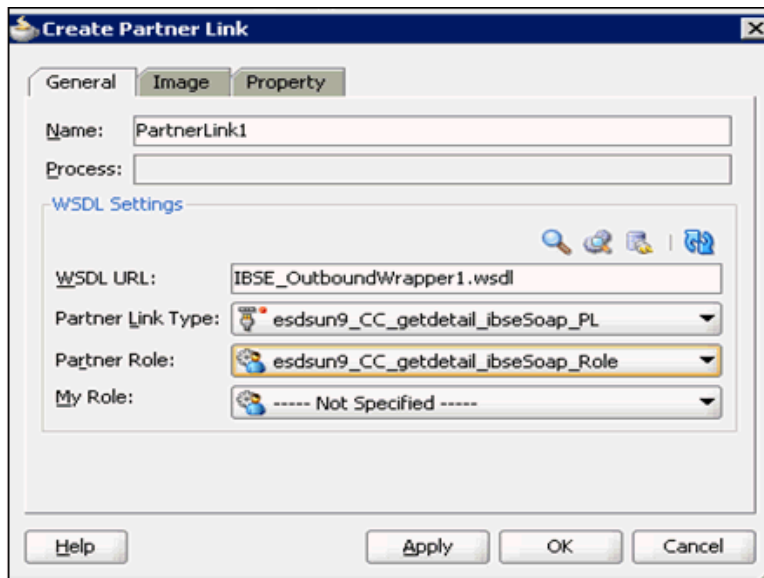 Create Partner Link
General Image Property
Name: PartnerLink1
Process:
WSDL Settings
WSDL URL: IBSE_OutboundWrapper1.wsdl
Partner Link Type: esdsun9_CC_getdetail_ibseSoap_PL
Partner Role: esdsun9_CC_getdetail_ibseSoap_Role
My Role: ----- Not Specified -----
Help Apply OK Cancel